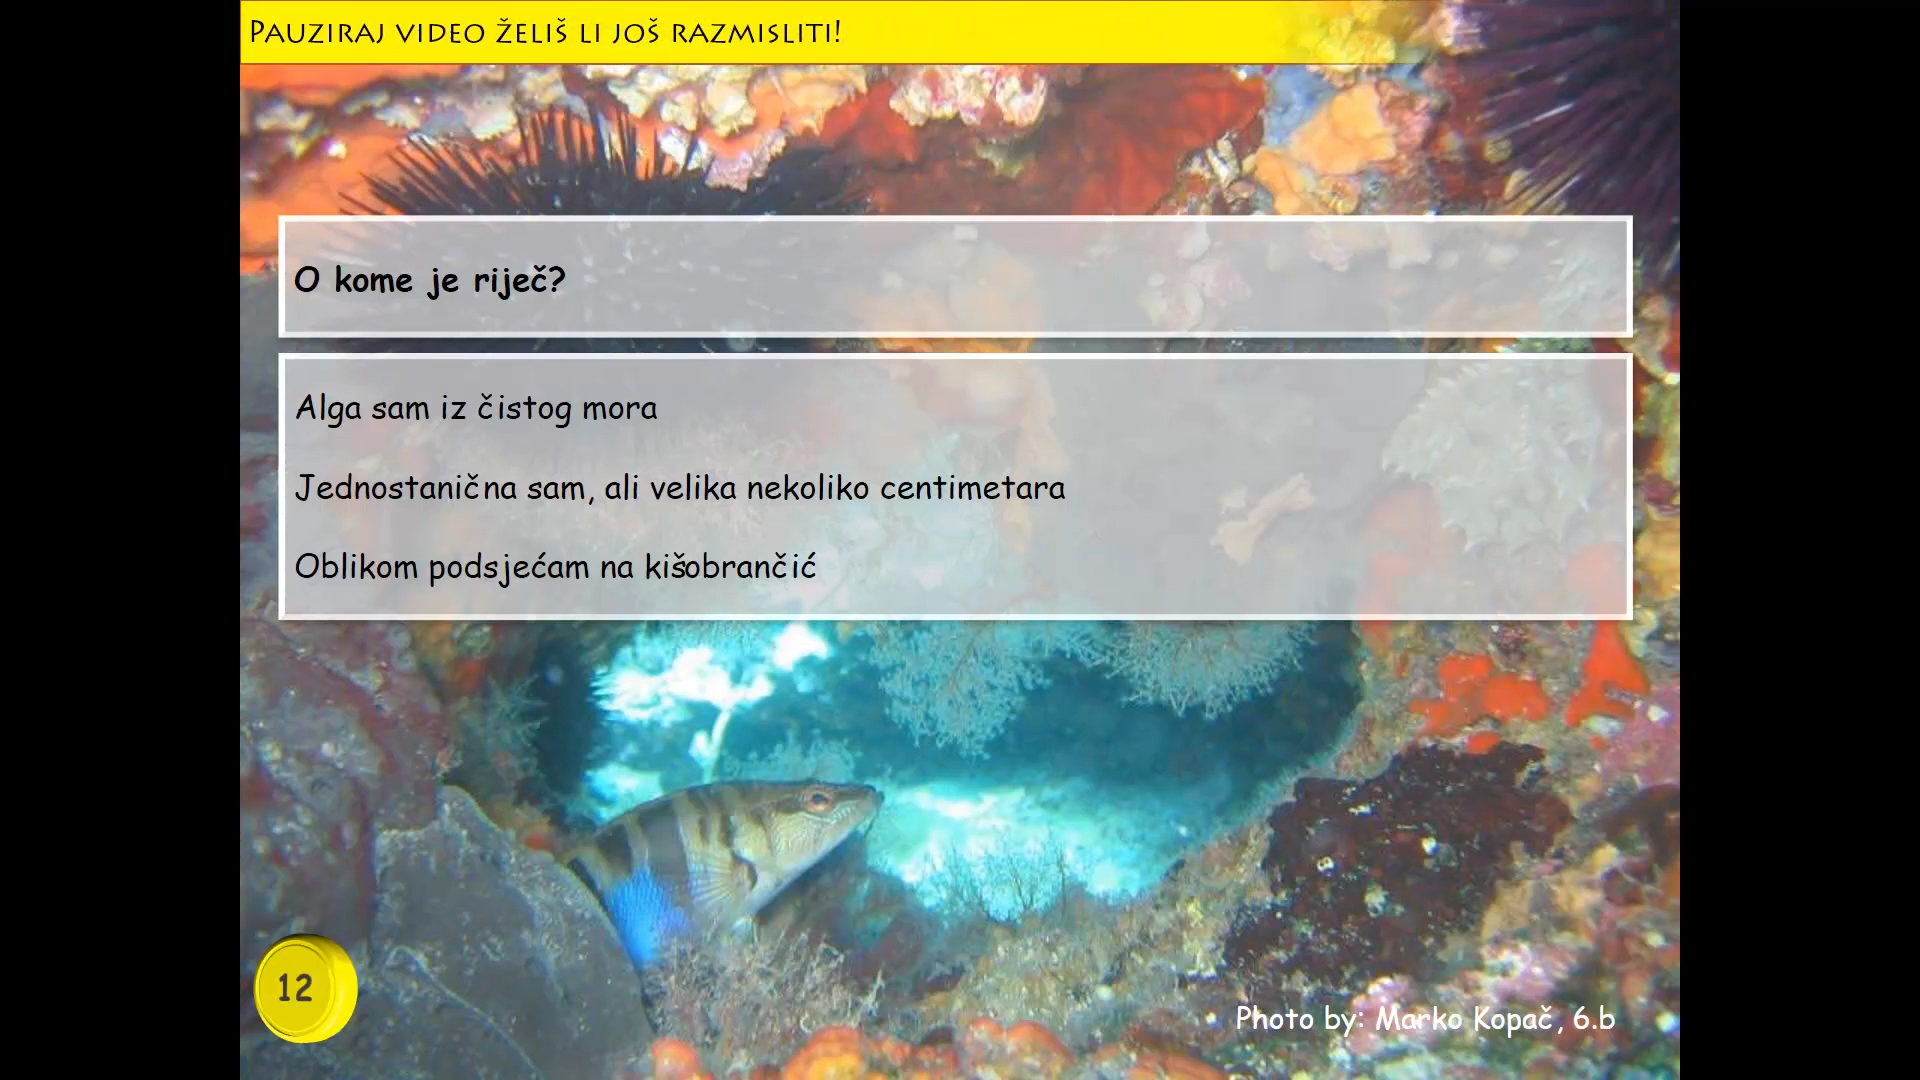 Pauziraj video želiš li još razmisliti!
O kome je riječ?
Alga sam iz čistog mora
Jednostanična sam, ali velika nekoliko centimetara
Oblikom podsjećam na kišobrančić
12
Photo by: Marko Kopač, 6.b